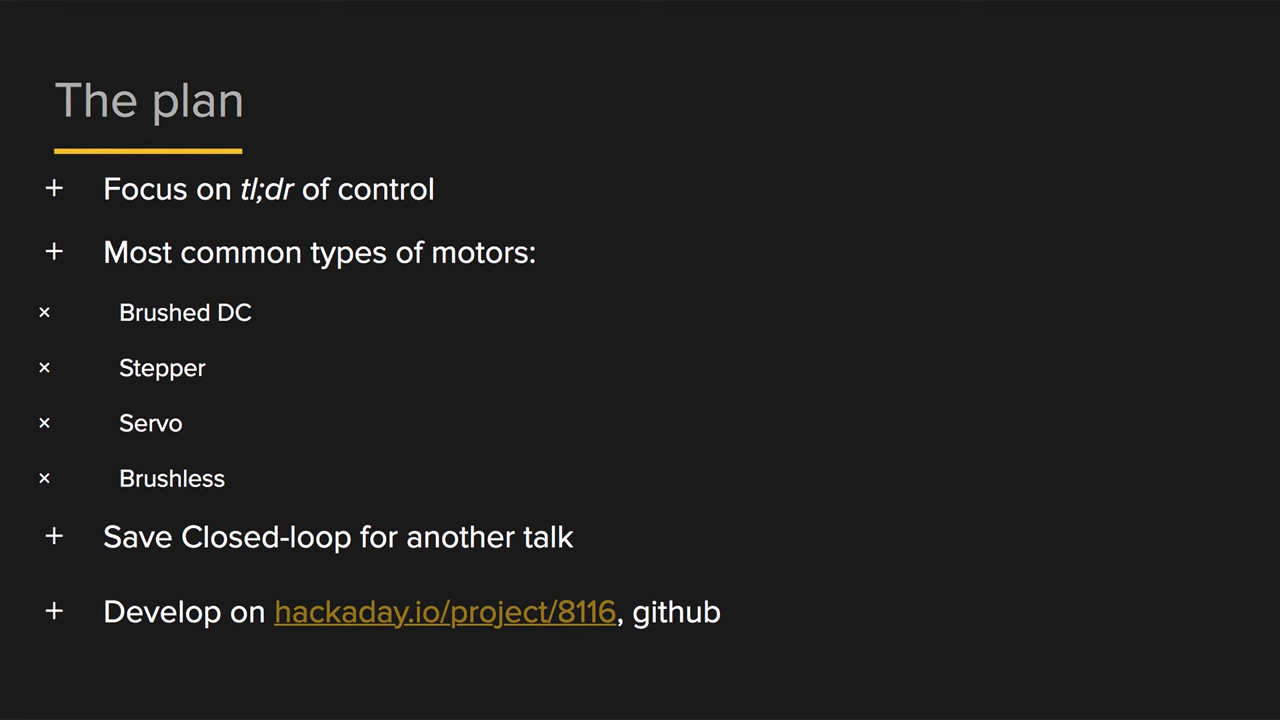 The plan
+ Focus on tl;dr of control
+ Most common types of motors:
× Brushed DC
× Stepper
× Servo
× Brushless
+ Save Closed-loop for another talk
+ Develop on hackaday.io/project/8116, github